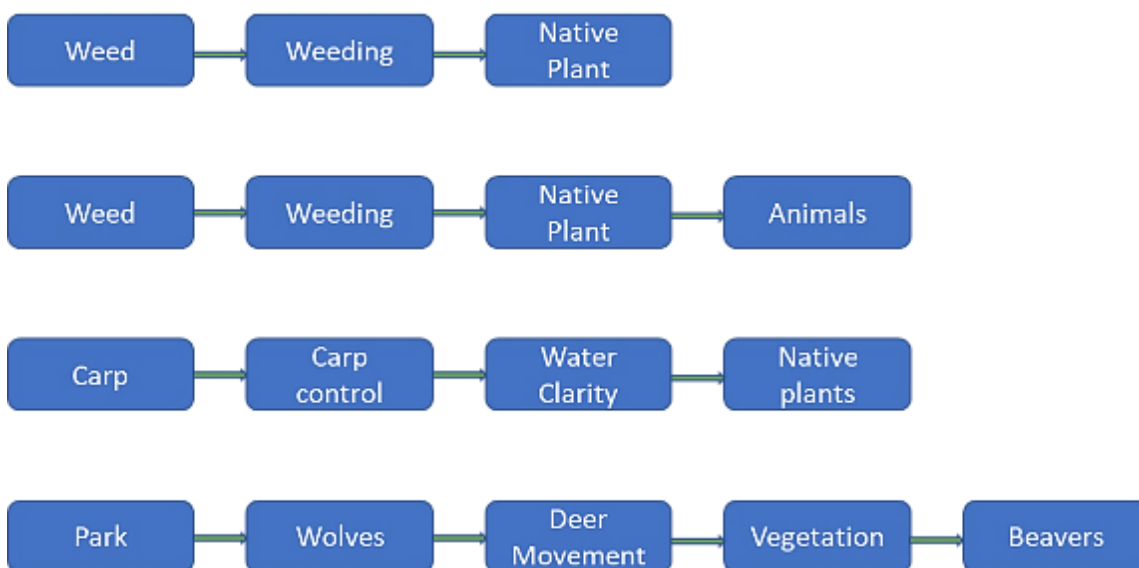 Weed
Weeding
Native
Plant
Weed
Weeding
Native
Plant
Animals
Carp
Carp
control
Water
Clarity
Native
plants
Park
Wolves
Deer
Movement
Vegetation
Beavers